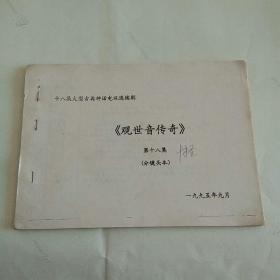 十八集大型古典神话电视连续剧
《观世音传奇》
第十八集
(分镜头本)
一九九五年九月